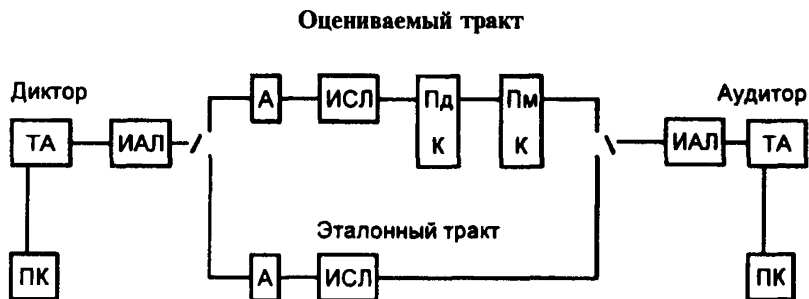 Оцениваемый тракт
Диктор
Аудитор
А ИСЛ Пд К Пм К
ТА ИАЛ ИАЛ ТА
Эталонный тракт
ПК А ИСЛ ПК